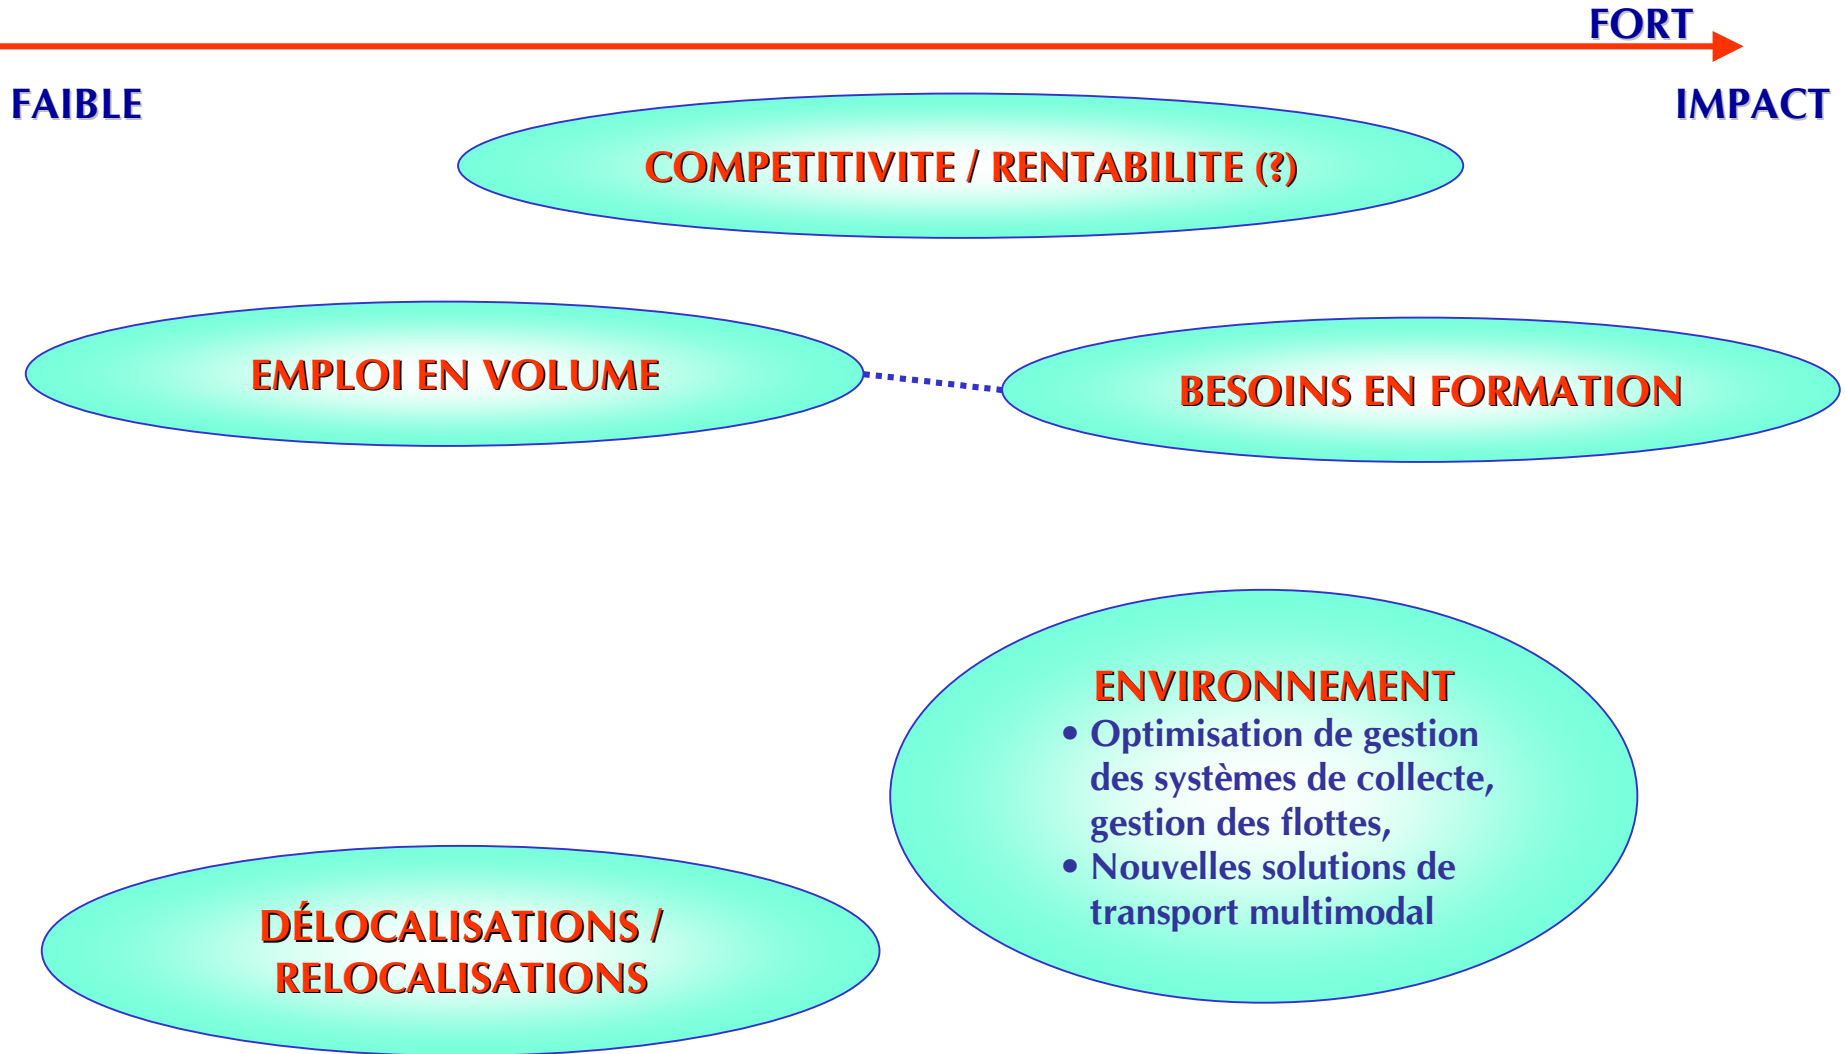 FORT
FAIBLE
IMPACT
COMPETITIVITE / RENTABILITE (?)
EMPLOI EN VOLUME
BESOINS EN FORMATION
ENVIRONNEMENT
• Optimisation de gestion
des systèmes de collecte,
gestion des flottes,
• Nouvelles solutions de
transport multimodal
DÉLOCALISATIONS /
RELOCALISATIONS